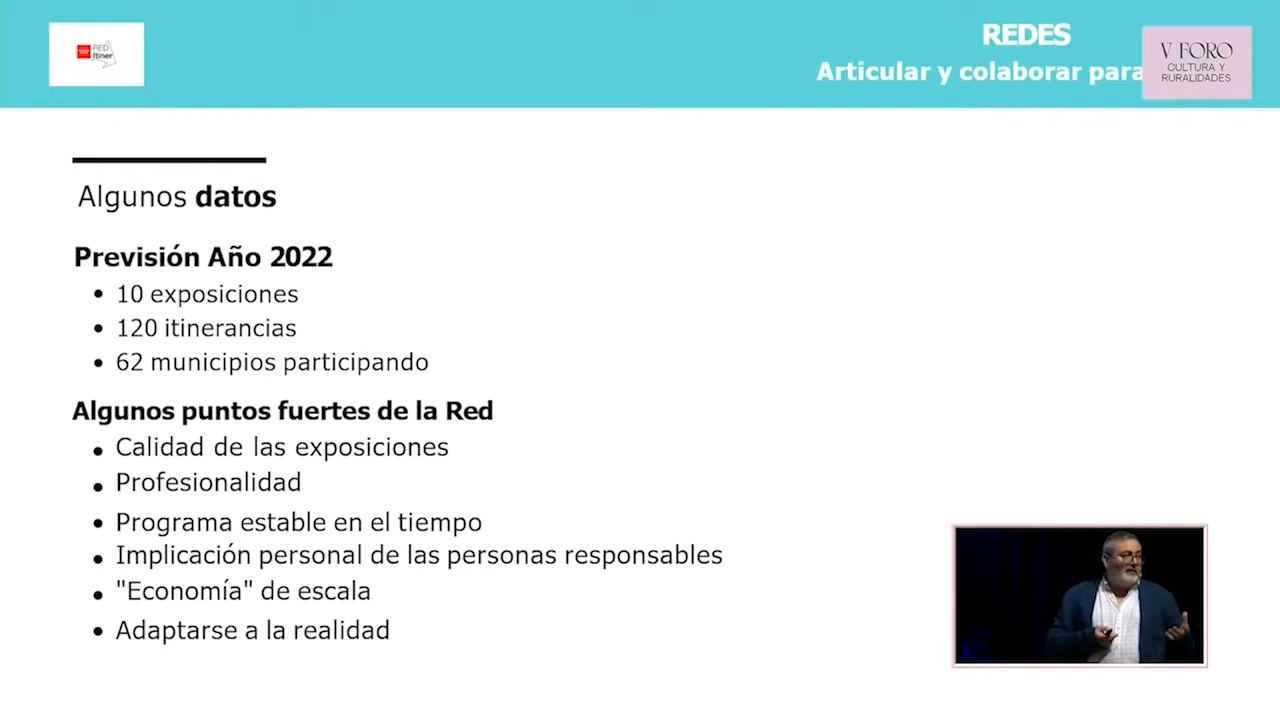 RED
Itiner
REDES
Articular y colaborar para
V FORO
CULTURA Y
RURALIDADES
Algunos datos
Previsión Año 2022
• 10 exposiciones
• 120 itinerancias
• 62 municipios participando
Algunos puntos fuertes de la Red
• Calidad de las exposiciones
• Profesionalidad
• Programa estable en el tiempo
• Implicación personal de las personas responsables
• "Economía" de escala
• Adaptarse a la realidad